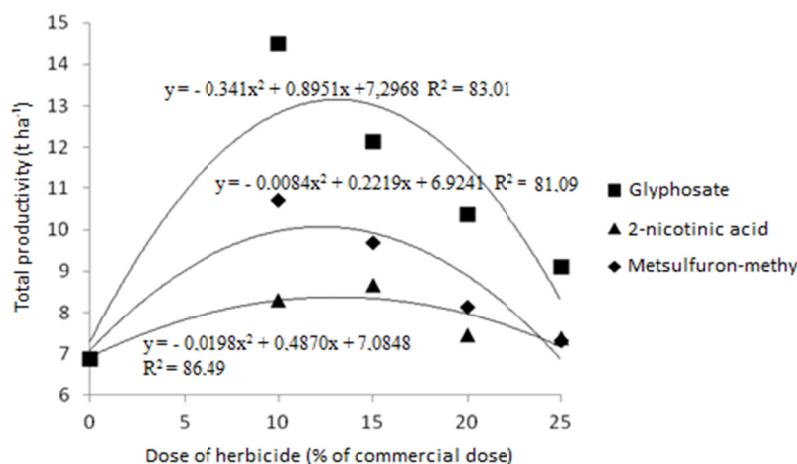 Total productivity (t ha⁻¹)
16
15
14
13
12
11
10
9
8
7
6
y = - 0.341x² + 0.8951x +7,2968 R² = 83.01
y = - 0.0084x² + 0.2219x + 6.9241 R² = 81.09
y = - 0.0198x² + 0.4870x + 7.0848
R² = 86.49
0 5 10 15 20 25
Dose of herbicide (% of commercial dose)
Glyphosate
2-nicotinic acid
Metsulfuron-methy